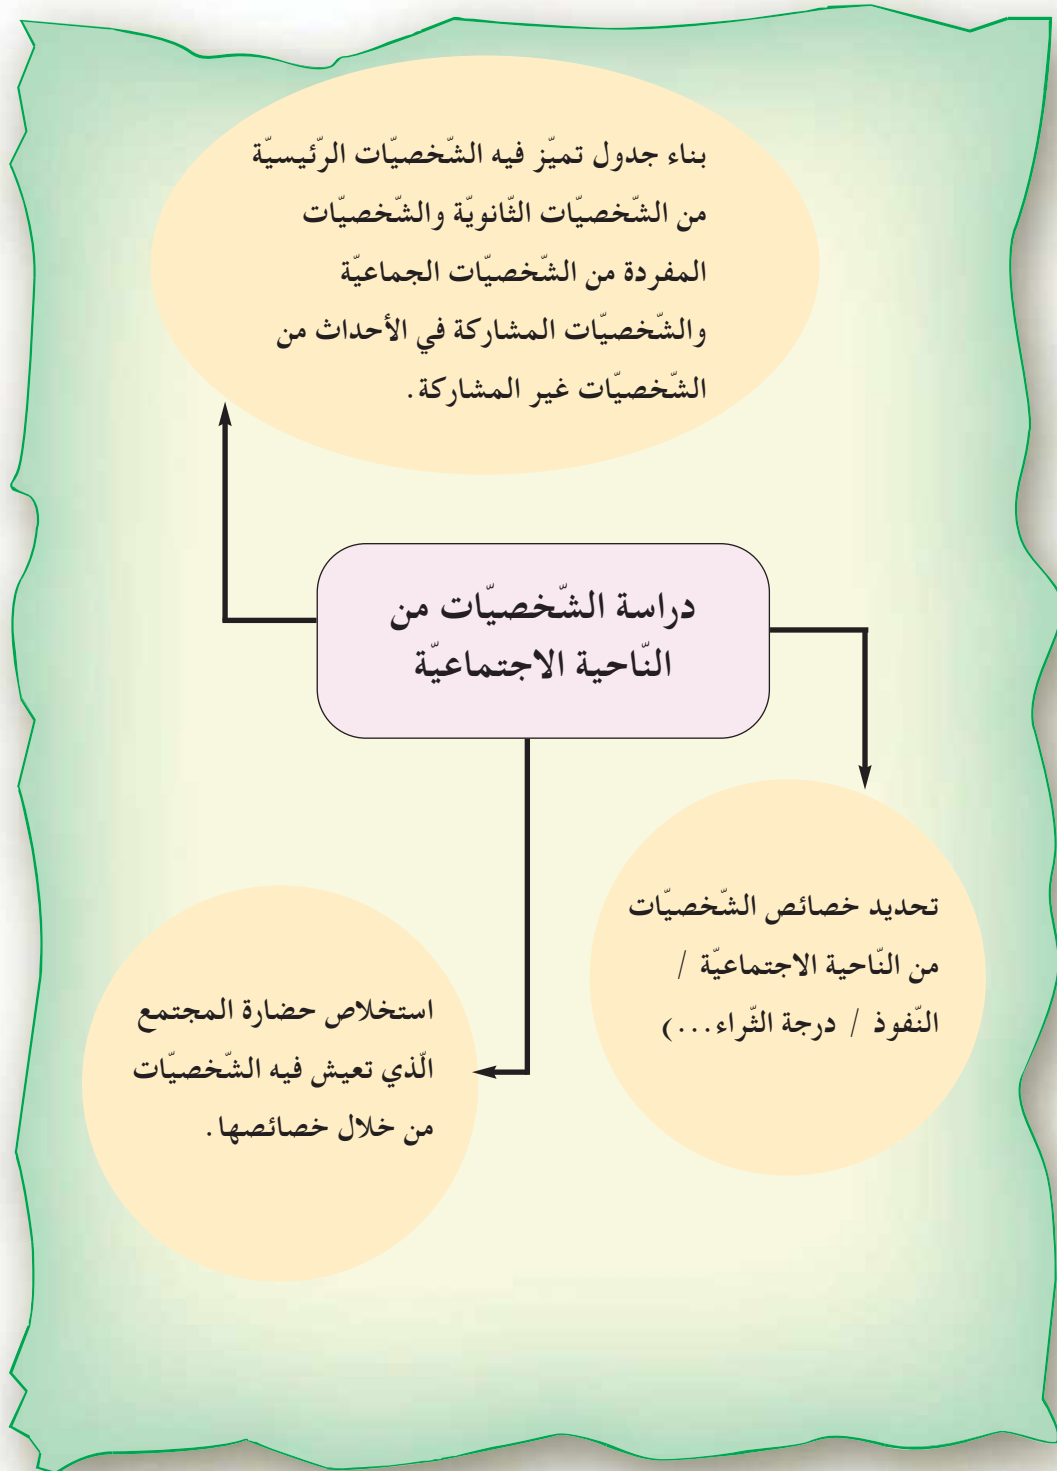 بناء جدول تميّز فيه الشّخصيّات الرّئيسيّة
من الشّخصيّات الثّانويّة والشّخصيّات
المفردة من الشّخصيّات الجماعيّة
والشّخصيّات المشاركة في الأحداث من
الشّخصيّات غير المشاركة.
دراسة الشّخصيّات من
النّاحية الاجتماعيّة
تحديد خصائص الشّخصيّات
من النّاحية الاجتماعيّة /
النّفوذ / درجة الثّراء...)
استخلاص حضارة المجتمع
الّذي تعيش فيه الشّخصيّات
من خلال خصائصها.